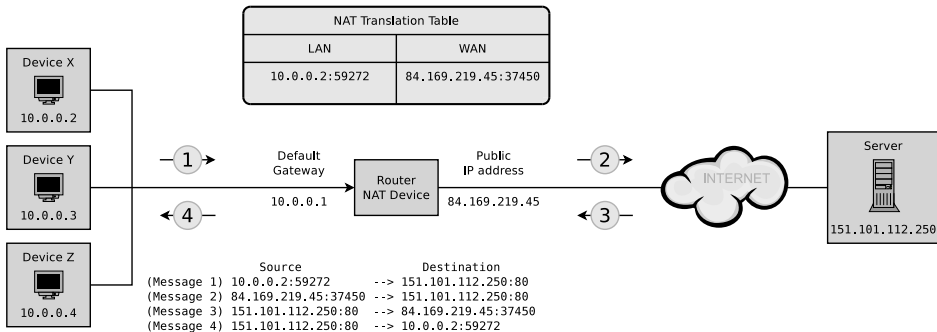 NAT Translation Table
LAN WAN
10.0.0.2:59272 84.169.219.45:37450
Device X
10.0.0.2
Device Y
10.0.0.3
Device Z
10.0.0.4
1
4
Default
Gateway
10.0.0.1
Router
NAT Device
Public
IP address
84.169.219.45
2
3
INTERNET
Server
151.101.112.250
Source Destination
(Message 1) 10.0.0.2:59272 --> 151.101.112.250:80
(Message 2) 84.169.219.45:37450 --> 151.101.112.250:80
(Message 3) 151.101.112.250:80 --> 84.169.219.45:37450
(Message 4) 151.101.112.250:80 --> 10.0.0.2:59272